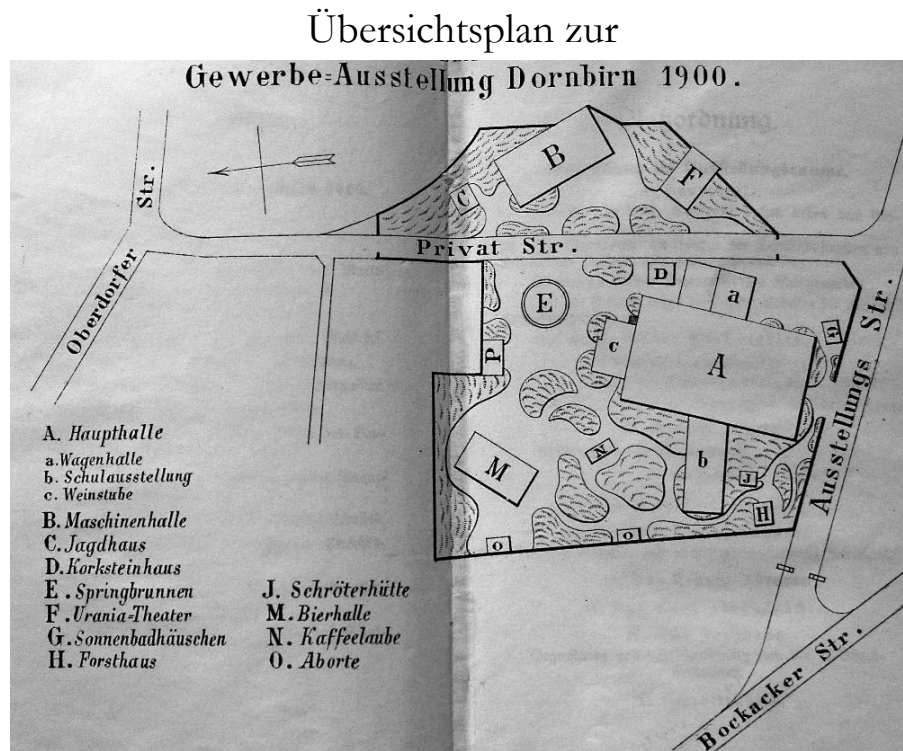 Übersichtsplan zur
Gewerbe=Ausstellung Dornbirn 1900.
B
F
C
Str.
Privat Str.
Oberdorfer
D
a
E
G
c
P
A
Ausstellungs Str.
N
b
M
J
H
O
O
A. Haupthalle
a. Wagenhalle
b. Schulausstellung
c. Weinstube
B. Maschinenhalle
C. Jagdhaus
D. Korksteinhaus
E. Springbrunnen
F. Urania=Theater
G. Sonnenbadhäuschen
H. Forsthaus
J. Schröterhütte
M. Bierhalle
N. Kaffeelaube
O. Aborte
Bockacker Str.